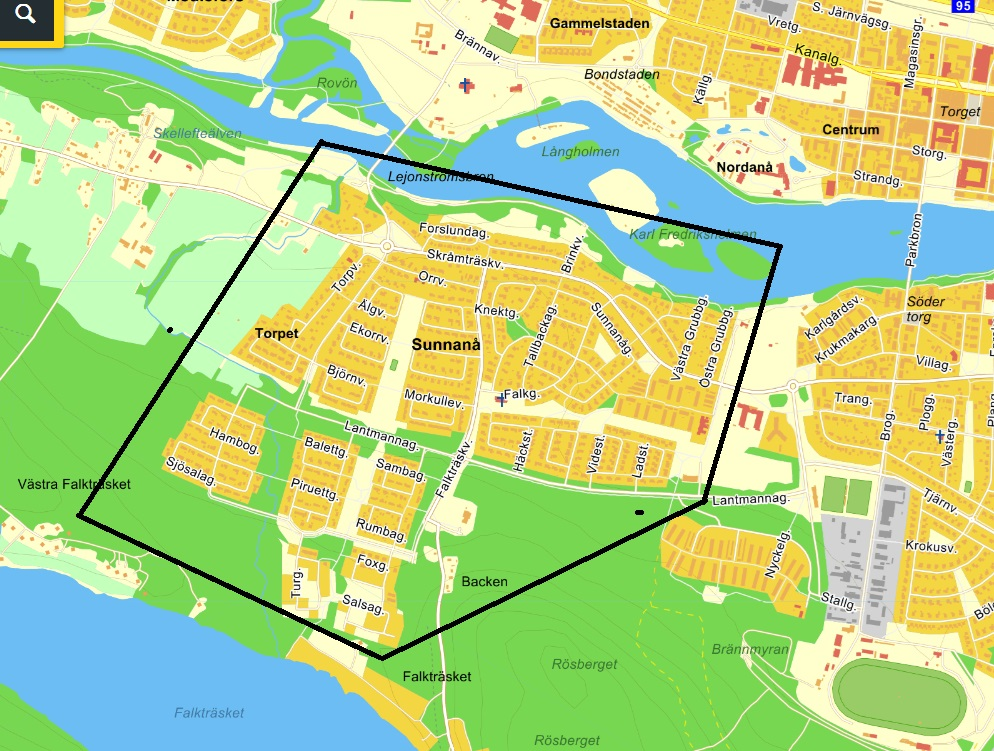 95
S. Järnvägsg.
Gammelstaden
Vretg.
Magasinsgr.
Brännav.
Kanalg.
Bondstaden
Rovön
Källg.
Torget
Skellefteälven
Centrum
Långholmen
Storg.
Nordanå
Lejonströmsbron
Strandg.
Forslundag.
Karl Fredriksholmen
Parkbron
Brinkv.
Skråmträskv.
Torpv.
Orrv.
Älgv.
Knektg.
Sunnanåg.
Västra Grubbg.
Östra Grubbg.
Karlgårdsv.
Söder
torg
Krukmakarg.
Torpet
Ekorrv.
Sunnanå
Tallbackag.
Villag.
Björnv.
Morkullev.
Falkg.
Trang.
Plogg.
Brog.
Västerg.
Hambog.
Balettg.
Lantmannag.
Häckst.
Videst.
Ladst.
Sjösalag.
Sambag.
Falkträskv.
Västra Falkträsket
Piruettg.
Lantmannag.
Tjärnv.
Rumbag.
Nyckelg.
Krokusv.
Foxg.
Turg.
Backen
Salsag.
Stallg.
Brännmyran
Rösberget
Falkträsket
Falkträsket
Rösberget